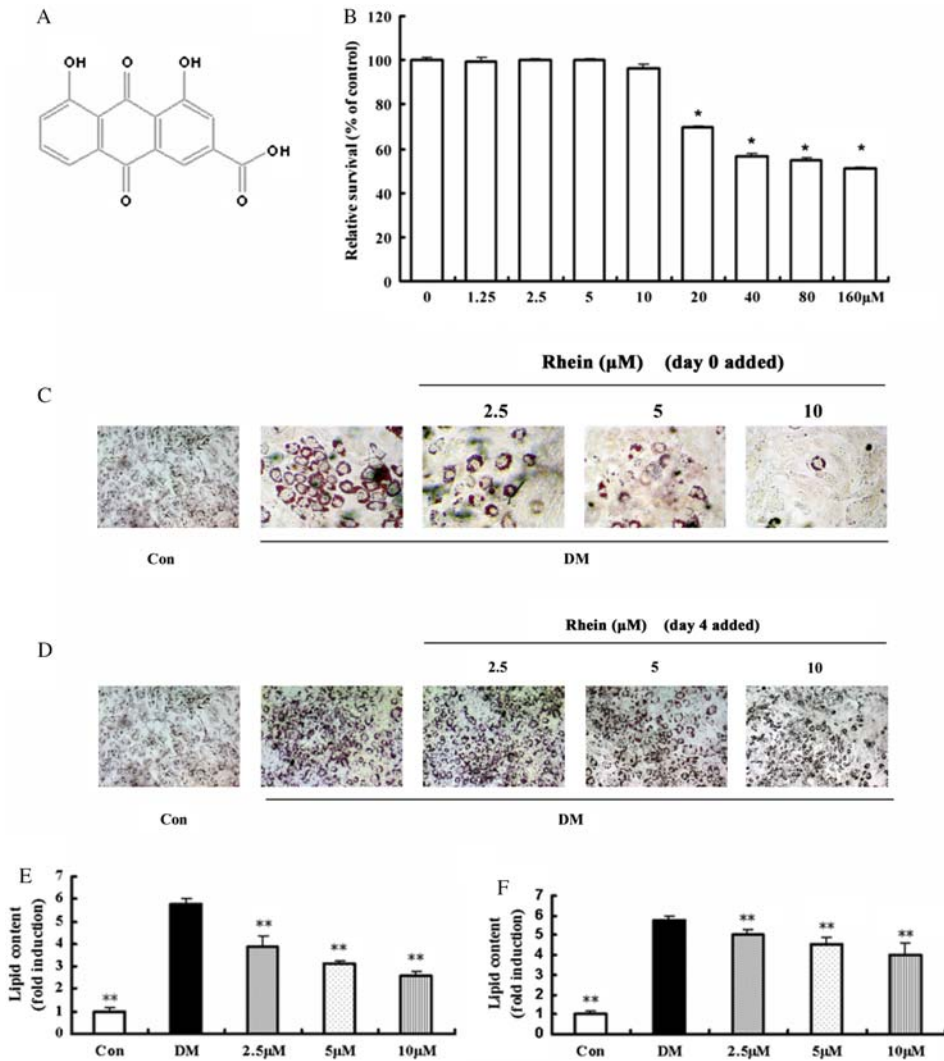 A
OH O OH
OH
O O
B
Relative survival (% of control)
120
100
80
60
40
20
0
* * * *
0 1.25 2.5 5 10 20 40 80 160μM
C
Rhein (μM) (day 0 added)
2.5 5 10
Con DM
D
Rhein (μM) (day 4 added)
2.5 5 10
Con DM
E
Lipid content
(fold induction)
7
6
5
4
3
2
1
0
** ** ** **
Con DM 2.5μM 5μM 10μM
F
Lipid content
(fold induction)
7
6
5
4
3
2
1
0
** ** ** **
Con DM 2.5μM 5μM 10μM